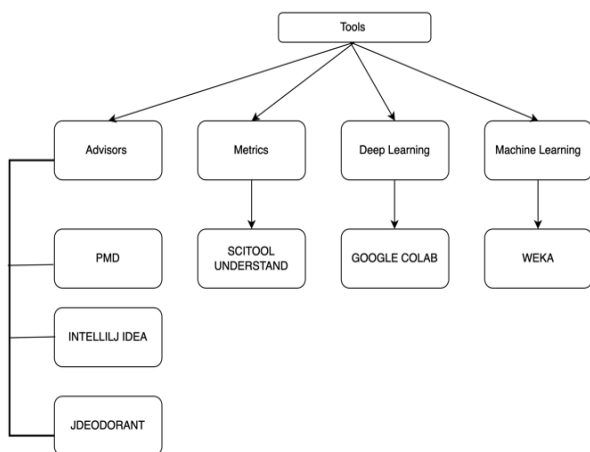 Tools
Advisors
Metrics
Deep Learning
Machine Learning
PMD
SCITOOL
UNDERSTAND
GOOGLE COLAB
WEKA
INTELLILJ IDEA
JDEODORANT